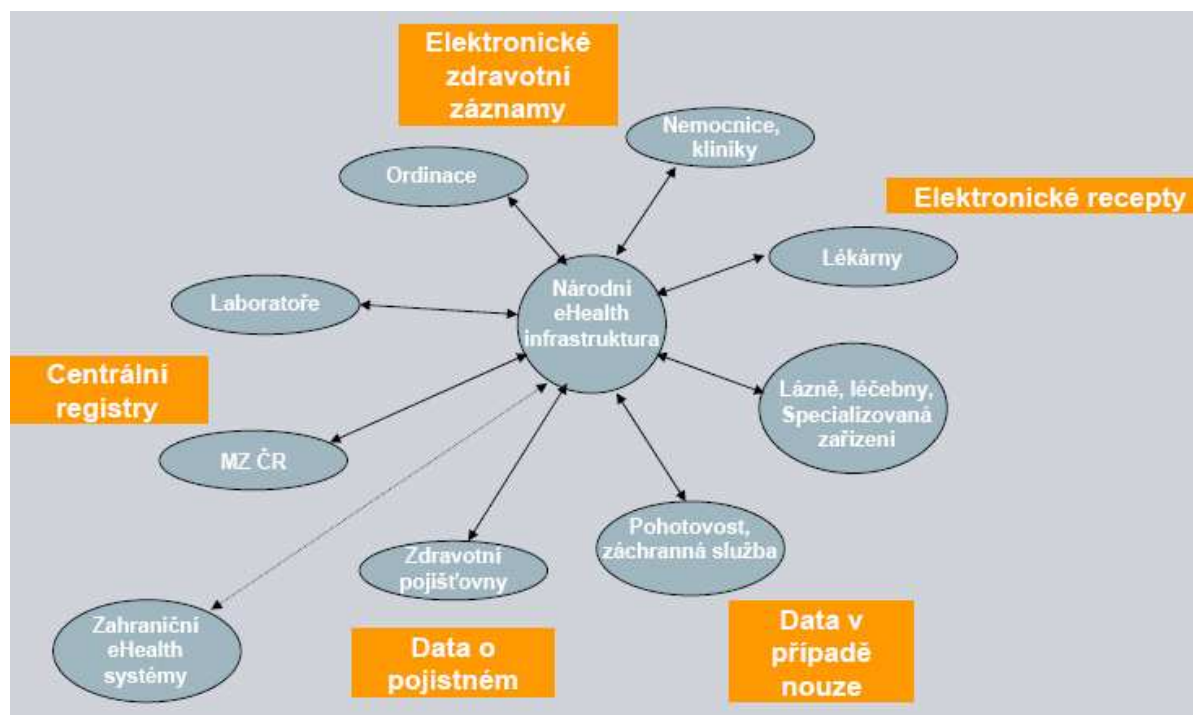 Elektronické
zdravotní
záznamy
Nemocnice,
kliniky
Ordinace
Elektronické recepty
Lékárny
Národní
eHealth
infrastruktura
Laboratoře
Centrální
registry
Lázně, léčebny,
Specializovaná
zařízeni
MZ ČR
Pohotovost,
záchranná služba
Zdravotní
pojišťovny
Zahraniční
eHealth
systémy
Data o
pojistném
Data v
případě
nouze